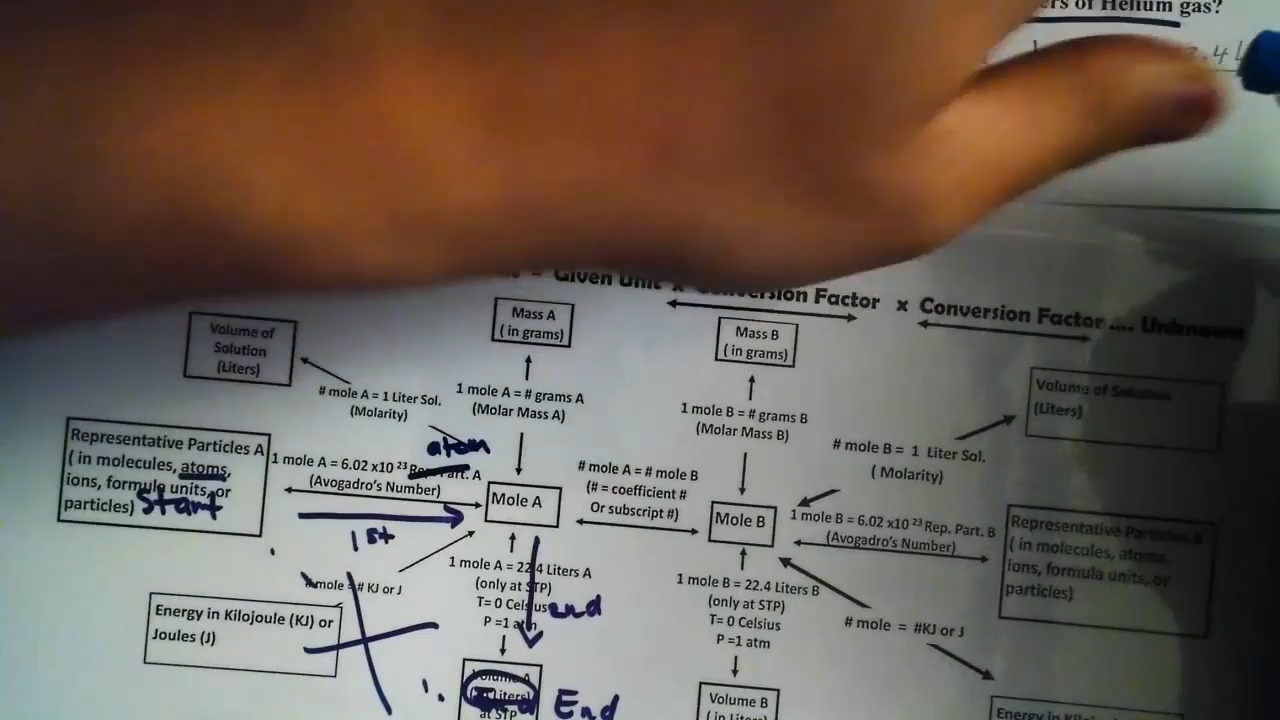 of Helium gas?
Given Unit x Conversion Factor x Conversion Factor .... Unknown
Volume of
Solution
(Liters)
Mass A
( in grams)
Mass B
( in grams)
Volume of Solution
(Liters)
# mole A = 1 Liter Sol.
(Molarity)
1 mole A = # grams A
(Molar Mass A)
1 mole B = # grams B
(Molar Mass B)
# mole B = 1 Liter Sol.
( Molarity)
Representative Particles A
( in molecules, atoms,
ions, formula units, or
particles) Start
atom
1 mole A = 6.02 x10 23 Rep. Part. A
(Avogadro's Number)
1st
Mole A
# mole A = # mole B
(# = coefficient #
Or subscript #)
Mole B
1 mole B = 6.02 x10 23 Rep. Part. B
(Avogadro's Number)
Representative Particles B
( in molecules, atoms,
ions, formula units, or
particles)
# mole = # KJ or J
1 mole A = 22.4 Liters A
(only at STP)
T= 0 Celsius
P =1 atm
1 mole B = 22.4 Liters B
(only at STP)
T= 0 Celsius
P =1 atm
# mole = #KJ or J
Energy in Kilojoule (KJ) or
Joules (J)
Volume A
Liters)
at STP
End
Volume B
( in Liters)
Energy in